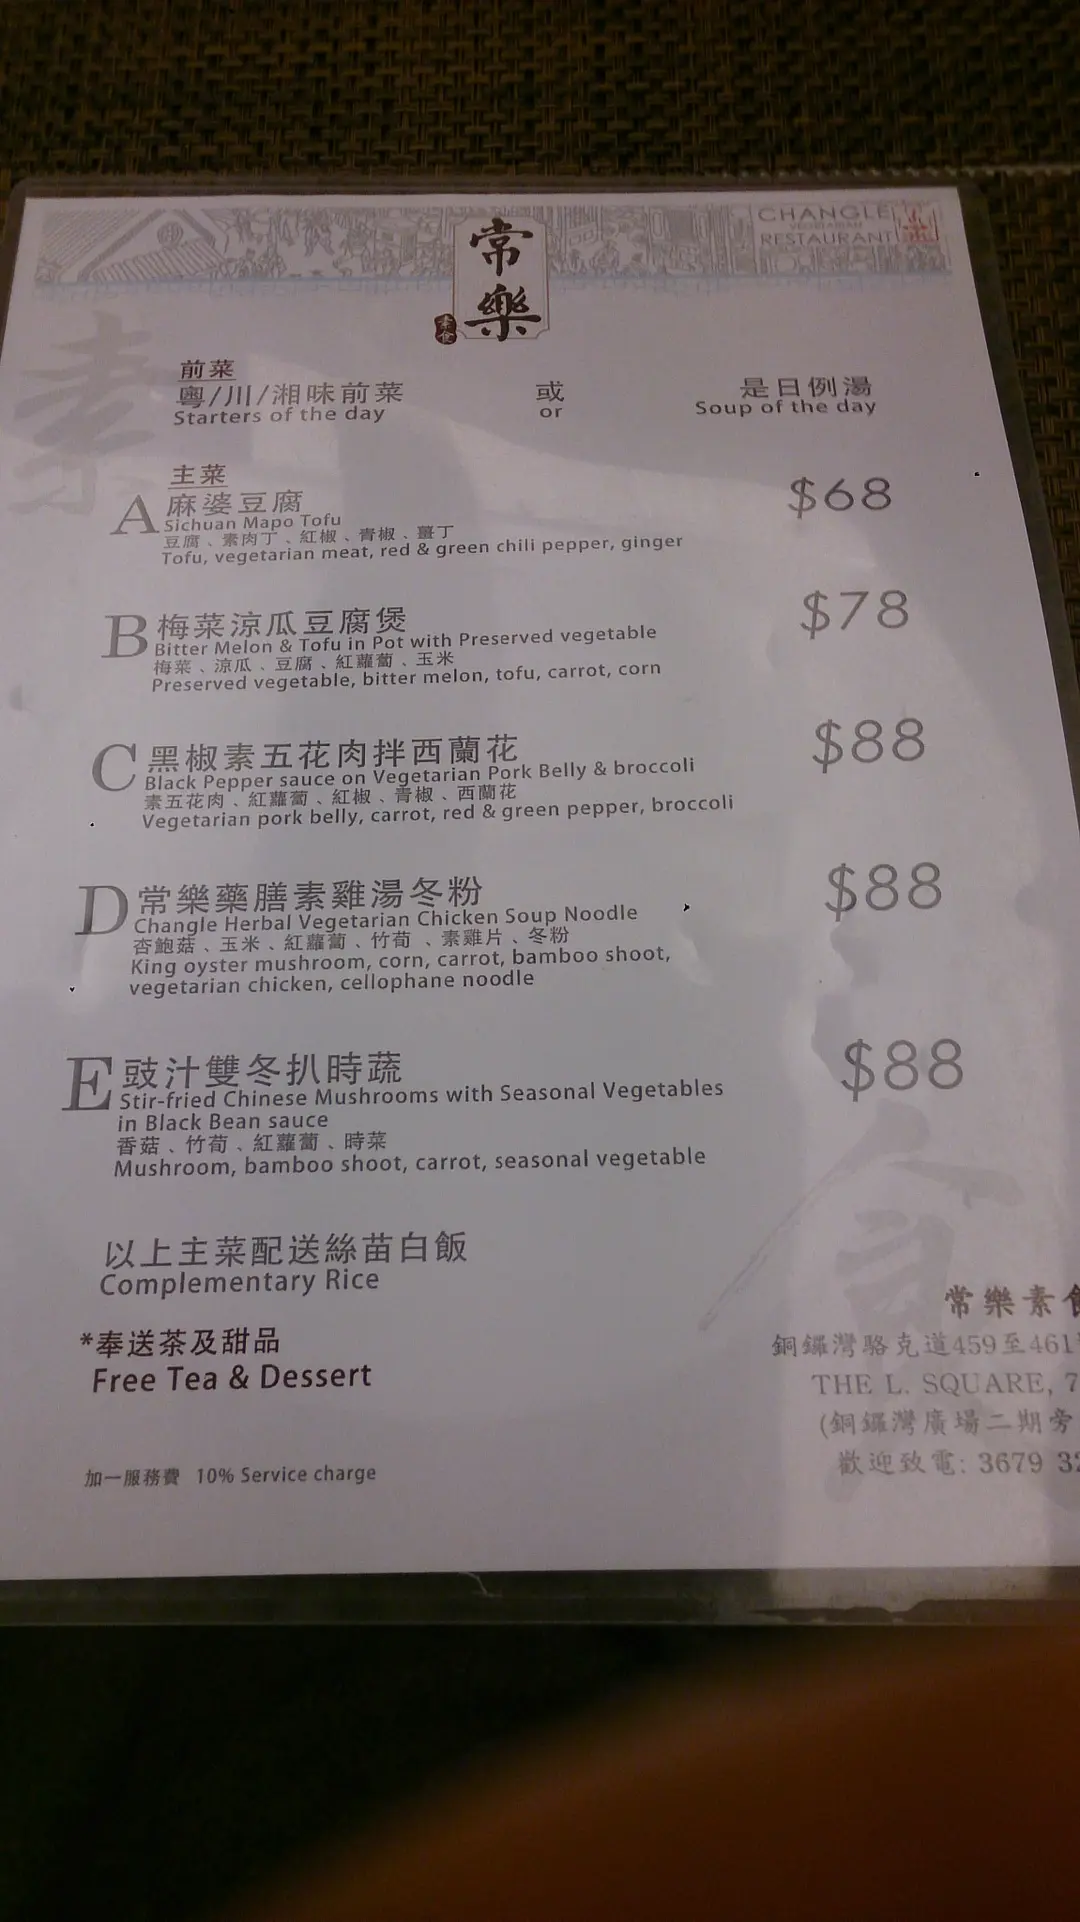 CHANGLE
VEGETARIAN
RESTAURANT
常樂
素食
前菜
粵/川/湘味前菜 或 是日例湯
Starters of the day or Soup of the day
主菜
A 麻婆豆腐 $68
Sichuan Mapo Tofu
豆腐、素肉丁、紅椒、青椒、薑丁
Tofu, vegetarian meat, red & green chili pepper, ginger
B 梅菜涼瓜豆腐煲 $78
Bitter Melon & Tofu in Pot with Preserved vegetable
梅菜、涼瓜、豆腐、紅蘿蔔、玉米
Preserved vegetable, bitter melon, tofu, carrot, corn
C 黑椒素五花肉拌西蘭花 $88
Black Pepper sauce on Vegetarian Pork Belly & broccoli
素五花肉、紅蘿蔔、紅椒、青椒、西蘭花
Vegetarian pork belly, carrot, red & green pepper, broccoli
D 常樂藥膳素雞湯冬粉 $88
Changle Herbal Vegetarian Chicken Soup Noodle
杏鮑菇、玉米、紅蘿蔔、竹荀、素雞片、冬粉
King oyster mushroom, corn, carrot, bamboo shoot,
vegetarian chicken, cellophane noodle
E 豉汁雙冬扒時蔬 $88
Stir-fried Chinese Mushrooms with Seasonal Vegetables
in Black Bean sauce
香菇、竹荀、紅蘿蔔、時菜
Mushroom, bamboo shoot, carrot, seasonal vegetable
以上主菜配送絲苗白飯
Complementary Rice
*奉送茶及甜品
Free Tea & Dessert
加一服務費 10% Service charge
常樂素食
銅鑼灣駱克道459至461
THE L. SQUARE, 7
(銅鑼灣廣場二期旁
歡迎致電: 3679 32
素
食